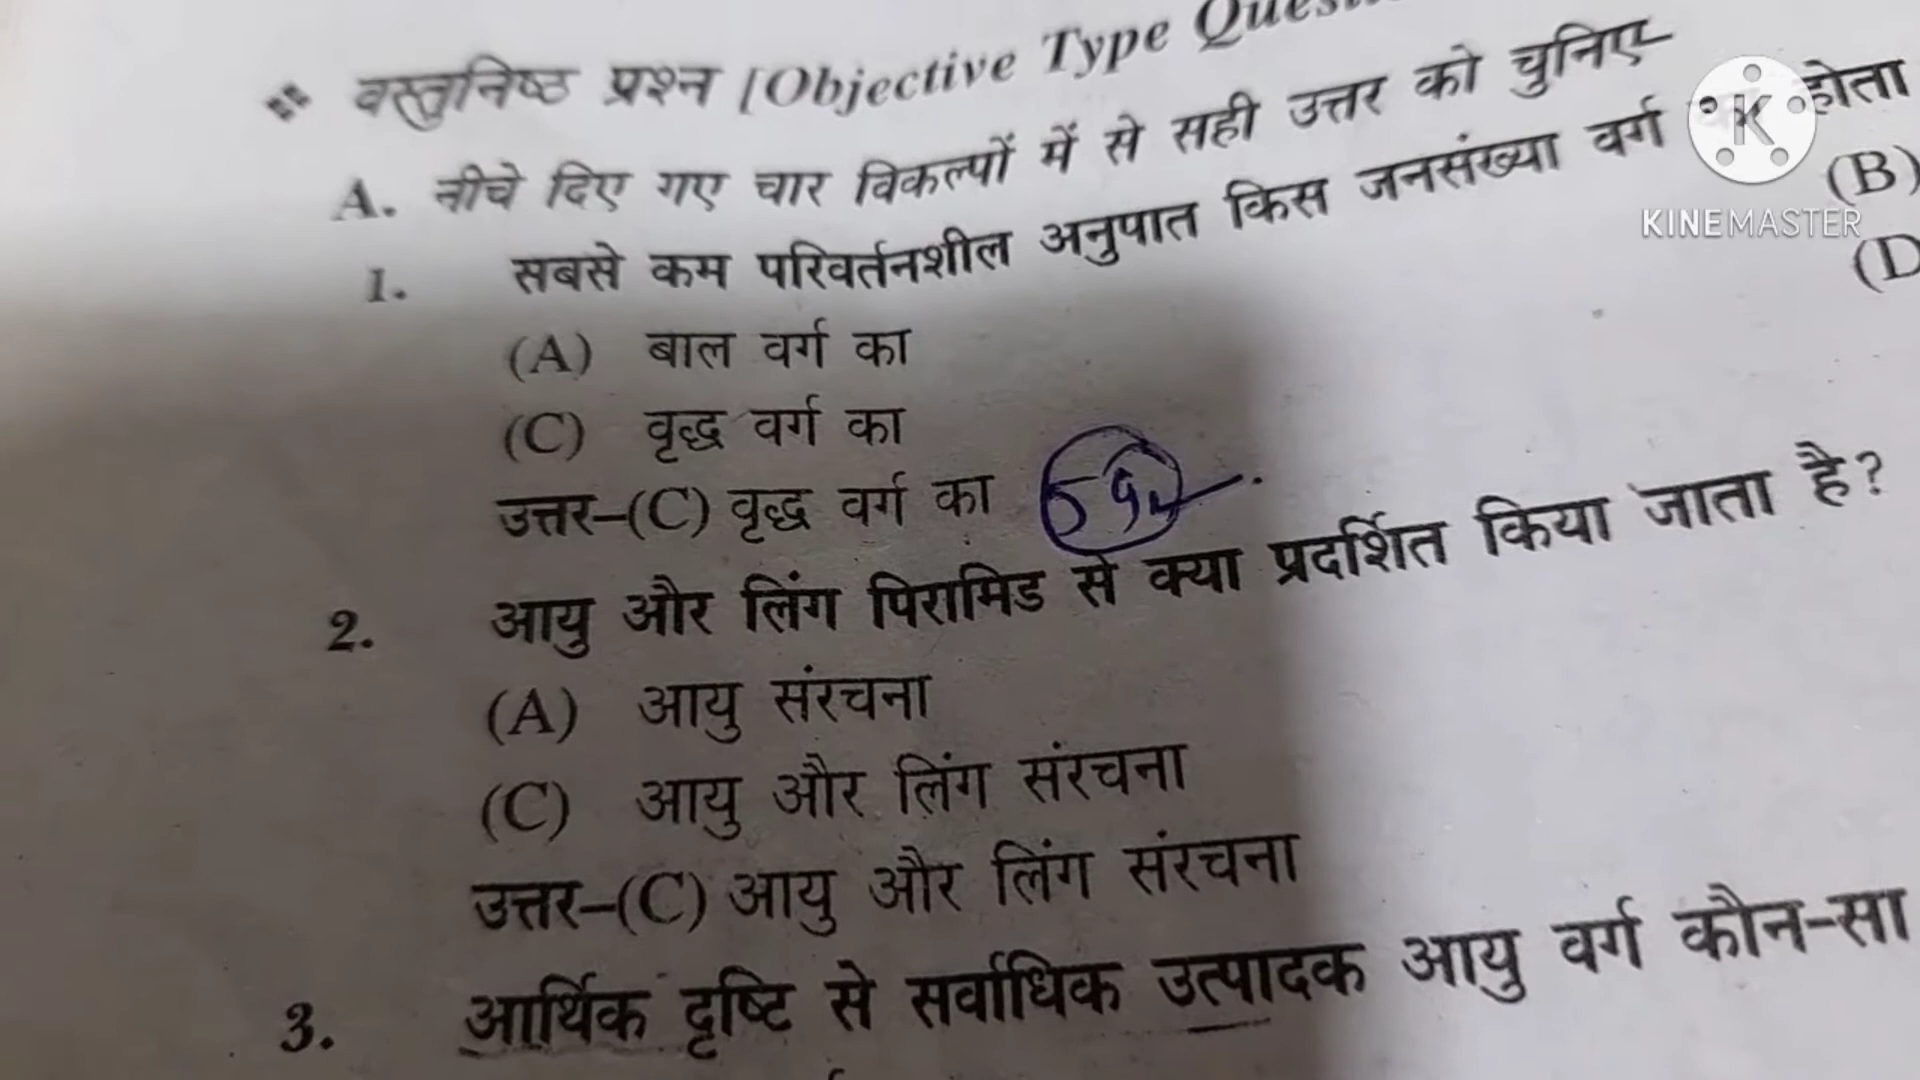 वस्तुनिष्ठ प्रश्न [Objective Type
A. नीचे दिए गए चार विकल्पों में से सही उत्तर को चुनिए–
1. सबसे कम परिवर्तनशील अनुपात किस जनसंख्या वर्ग होता
(A) बाल वर्ग का (B)
(C) वृद्ध वर्ग का (D
उत्तर–(C) वृद्ध वर्ग का
2. आयु और लिंग पिरामिड से क्या प्रदर्शित किया जाता है?
(A) आयु संरचना
(C) आयु और लिंग संरचना
उत्तर–(C) आयु और लिंग संरचना
3. आर्थिक दृष्टि से सर्वाधिक उत्पादक आयु वर्ग कौन-सा
K
KINEMASTER